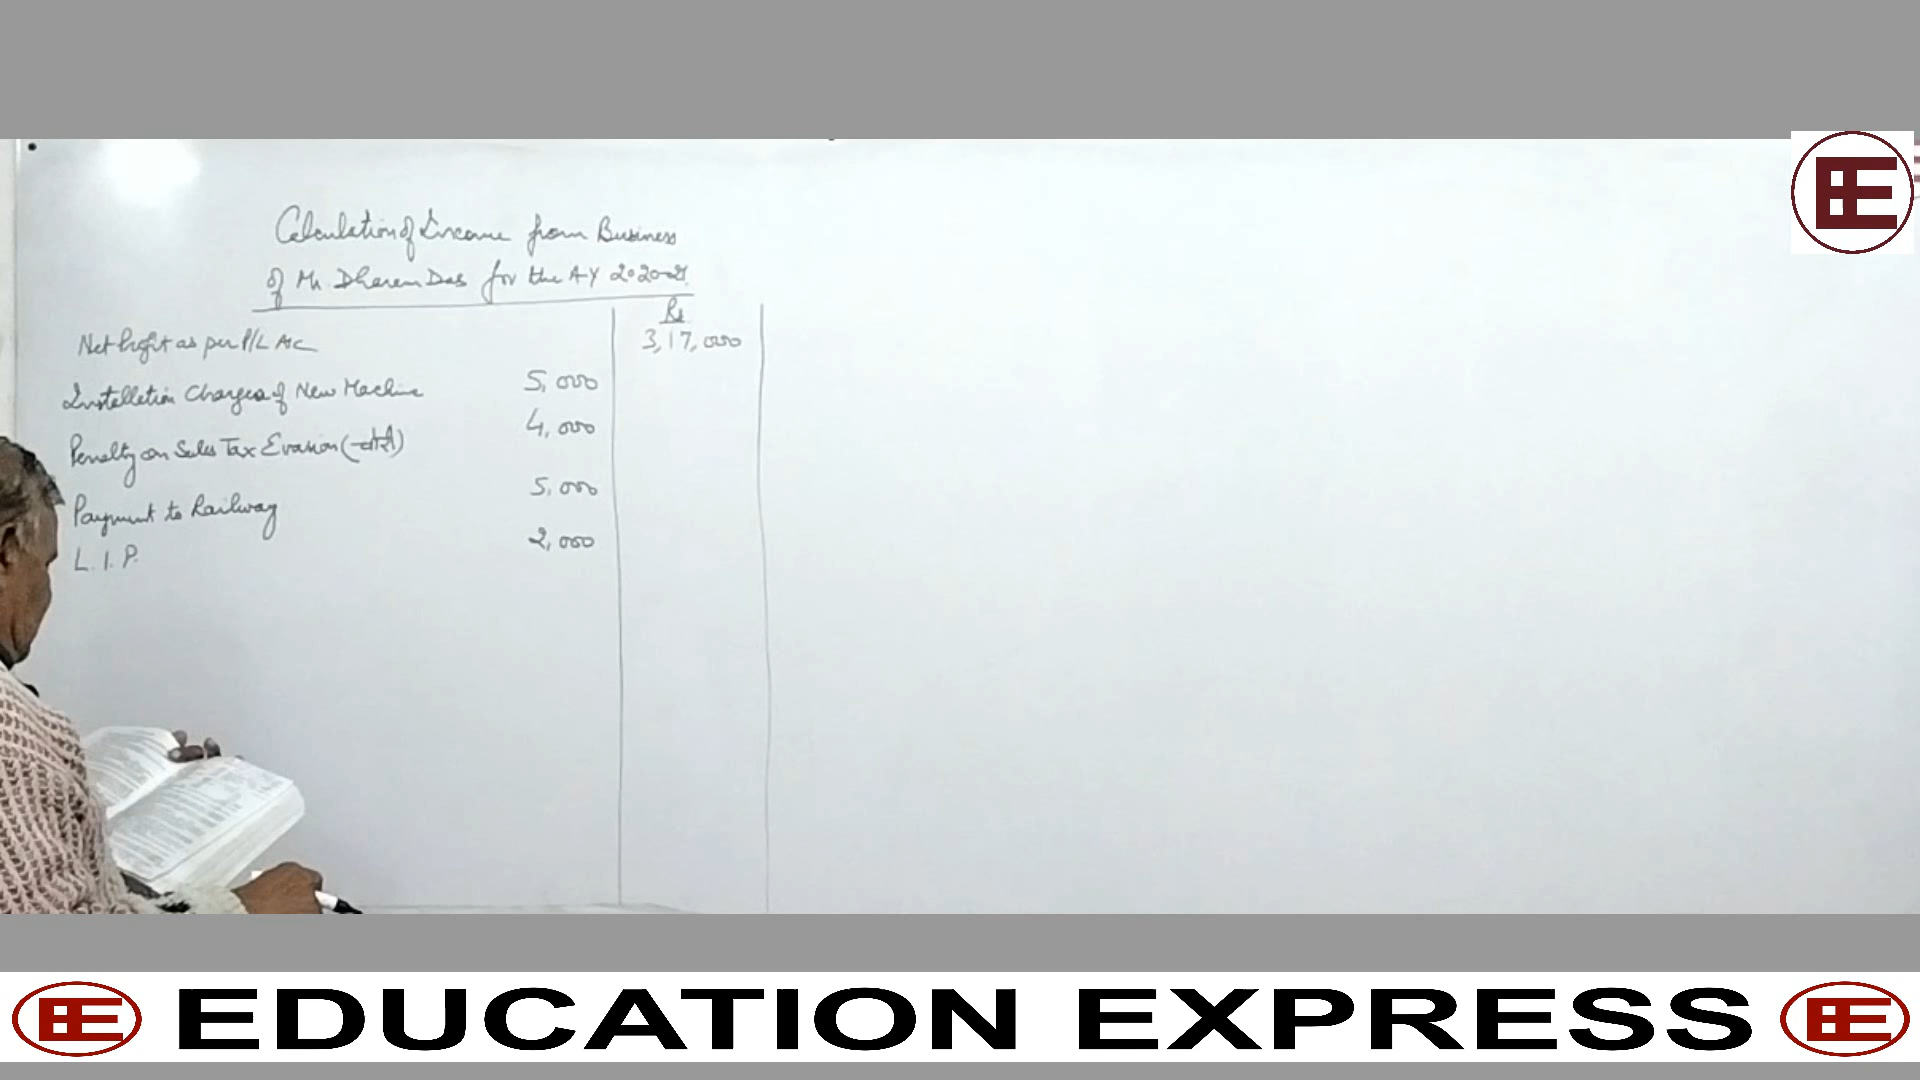 Calculation of Income from Business
of Mr Dharam Das for the A-Y 2020-21.
Rs
Net Profit as per P/L A/c 3,17,000
Installation Charges of New Machine 5,000
Penalty on Sales Tax Evasion (चोरी) 4,000
Payment to Railway 5,000
L.I.P. 2,000
EDUCATION EXPRESS